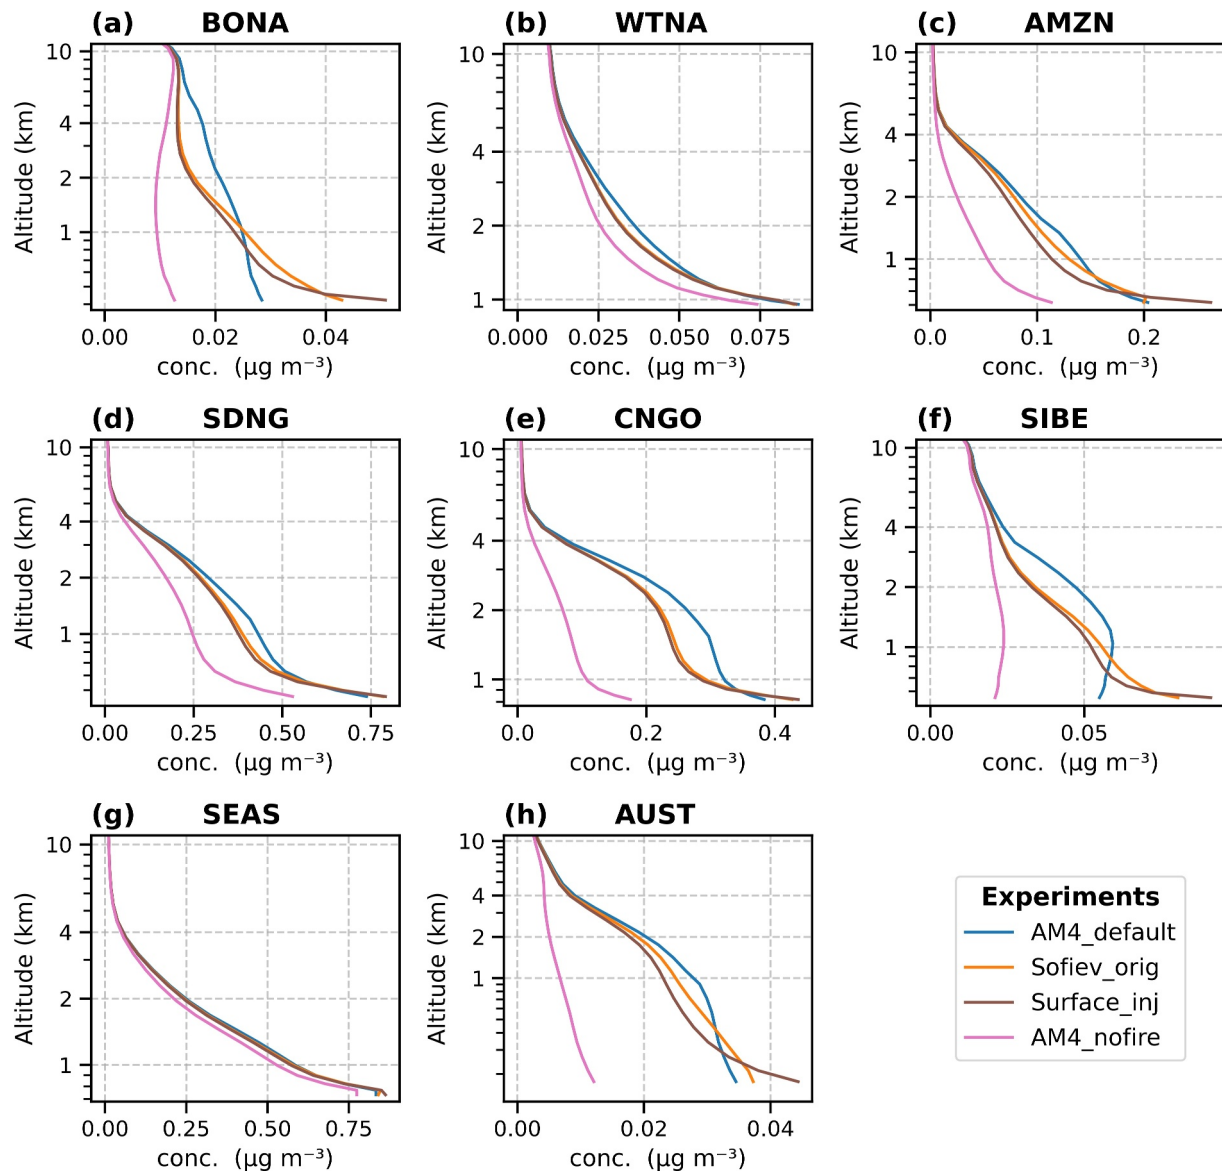 (a) BONA
10
4
2
1
Altitude (km)
0.00 0.02 0.04
conc. (μg m⁻³)
(b) WTNA
10
4
2
1
Altitude (km)
0.000 0.025 0.050 0.075
conc. (μg m⁻³)
(c) AMZN
10
4
2
1
Altitude (km)
0.0 0.1 0.2
conc. (μg m⁻³)
(d) SDNG
10
4
2
1
Altitude (km)
0.00 0.25 0.50 0.75
conc. (μg m⁻³)
(e) CNGO
10
4
2
1
Altitude (km)
0.0 0.2 0.4
conc. (μg m⁻³)
(f) SIBE
10
4
2
1
Altitude (km)
0.00 0.05
conc. (μg m⁻³)
(g) SEAS
10
4
2
1
Altitude (km)
0.00 0.25 0.50 0.75
conc. (μg m⁻³)
(h) AUST
10
4
2
1
Altitude (km)
0.00 0.02 0.04
conc. (μg m⁻³)
Experiments
AM4_default
Sofiev_orig
Surface_inj
AM4_nofire